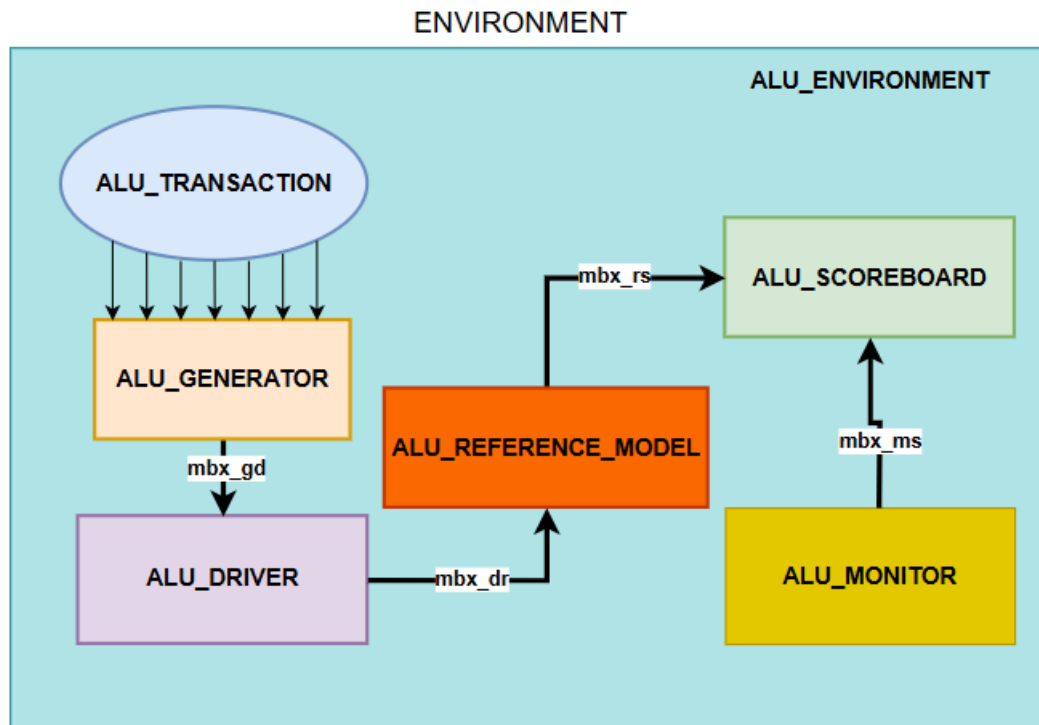 ENVIRONMENT
ALU_ENVIRONMENT
ALU_TRANSACTION
mbx_rs
ALU_SCOREBOARD
ALU_GENERATOR
ALU_REFERENCE_MODEL
mbx_ms
mbx_gd
ALU_DRIVER
mbx_dr
ALU_MONITOR